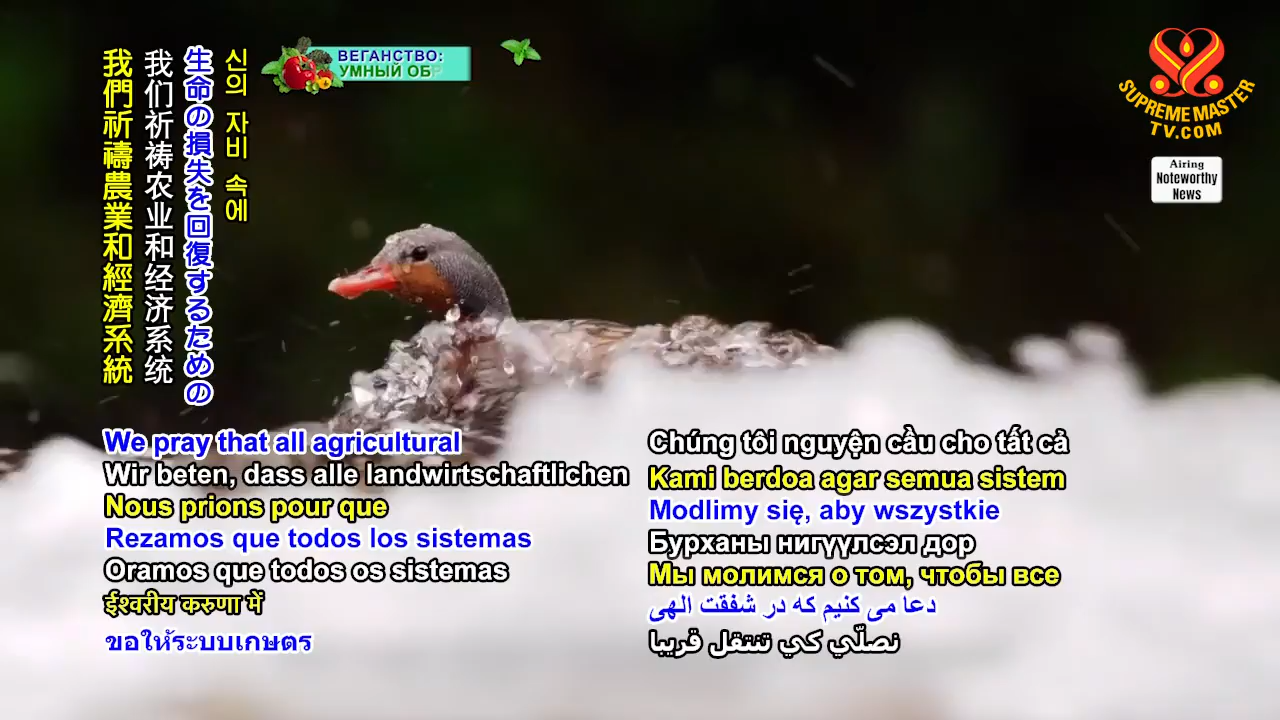 我們祈禱農業和經濟系統
我们祈祷农业和经济系统
生命の損失を回復するための
신의 자비 속에
ВЕГАНСТВО:
УМНЫЙ ОБР
SUPREME MASTER
TV.COM
Airing
Noteworthy
News
We pray that all agricultural
Wir beten, dass alle landwirtschaftlichen
Nous prions pour que
Rezamos que todos los sistemas
Oramos que todos os sistemas
ईश्वरीय करुणा में
ขอให้ระบบเกษตร
Chúng tôi nguyện cầu cho tất cả
Kami berdoa agar semua sistem
Modlimy się, aby wszystkie
Бурханы нигүүлсэл дор
Мы молимся о том, чтобы все
دعا می کنیم که در شفقت الهی
نصلّي كي تنتقل قريبا